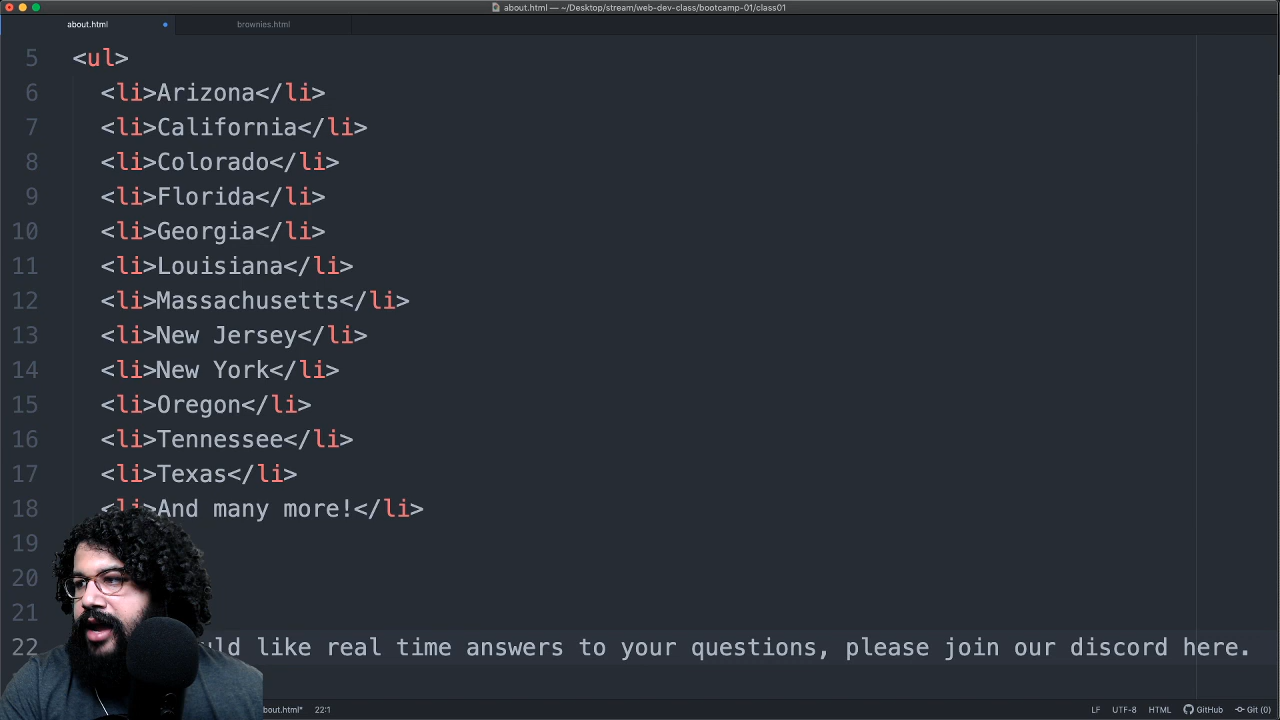 about.html — ~/Desktop/stream/web-dev-class/bootcamp-01/class01
about.html
brownies.html
5 <ul>
6 <li>Arizona</li>
7 <li>California</li>
8 <li>Colorado</li>
9 <li>Florida</li>
10 <li>Georgia</li>
11 <li>Louisiana</li>
12 <li>Massachusetts</li>
13 <li>New Jersey</li>
14 <li>New York</li>
15 <li>Oregon</li>
16 <li>Tennessee</li>
17 <li>Texas</li>
18 <li>And many more!</li>
19
20
21
22 like real time answers to your questions, please join our discord here.
22:1 LF UTF-8 HTML GitHub Git (0)